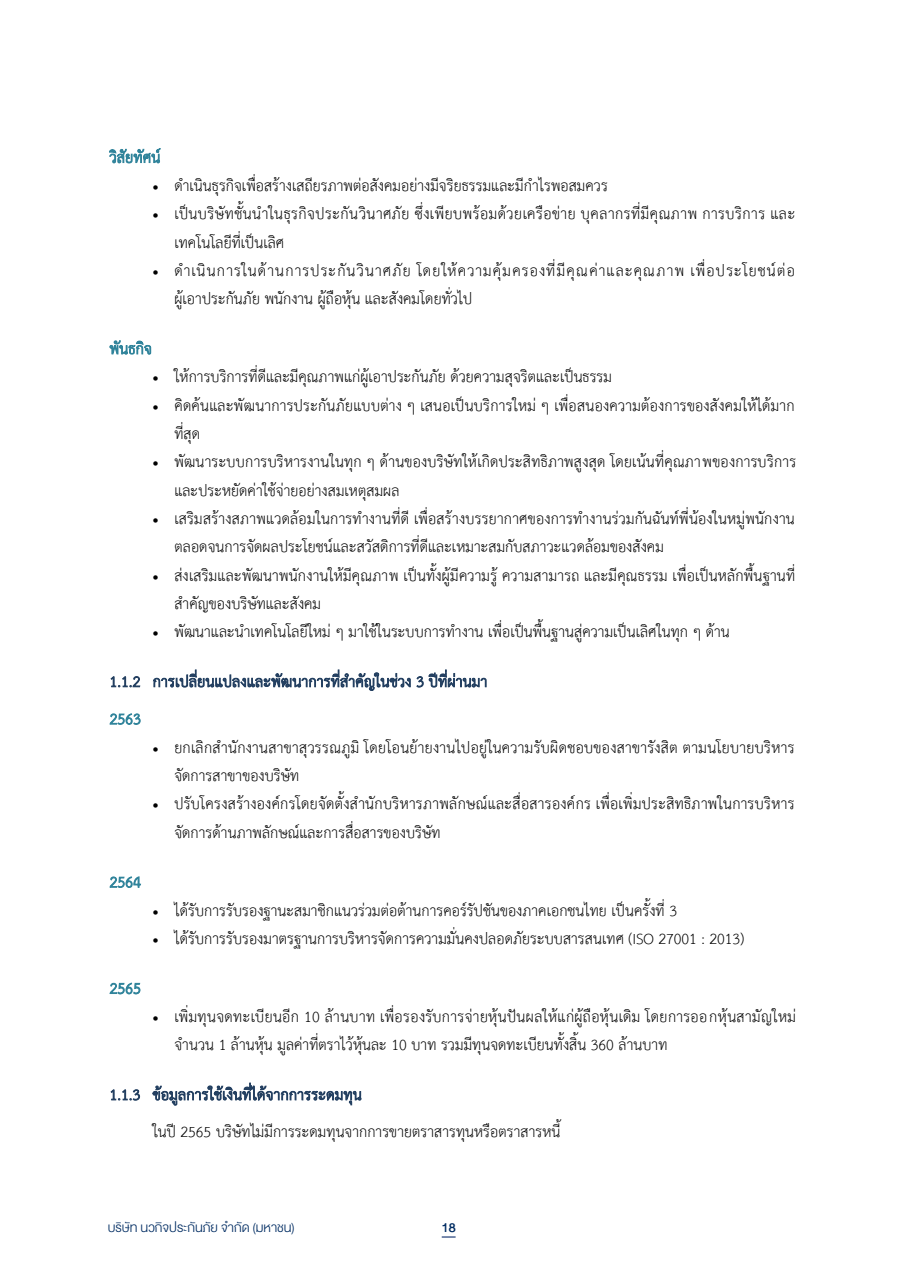 วิสัยทัศน์
• ดำเนินธุรกิจเพื่อสร้างเสถียรภาพต่อสังคมอย่างมีจริยธรรมและมีกำไรพอสมควร
• เป็นบริษัทชั้นนำในธุรกิจประกันวินาศภัย ซึ่งเพียบพร้อมด้วยเครือข่าย บุคลากรที่มีคุณภาพ การบริการ และ
เทคโนโลยีที่เป็นเลิศ
• ดำเนินการในด้านการประกันวินาศภัย โดยให้ความคุ้มครองที่มีคุณค่าและคุณภาพ เพื่อประโยชน์ต่อ
ผู้เอาประกันภัย พนักงาน ผู้ถือหุ้น และสังคมโดยทั่วไป
พันธกิจ
• ให้การบริการที่ดีและมีคุณภาพแก่ผู้เอาประกันภัย ด้วยความสุจริตและเป็นธรรม
• คิดค้นและพัฒนาการประกันภัยแบบต่าง ๆ เสนอเป็นบริการใหม่ ๆ เพื่อสนองความต้องการของสังคมให้ได้มาก
ที่สุด
• พัฒนาระบบการบริหารงานในทุก ๆ ด้านของบริษัทให้เกิดประสิทธิภาพสูงสุด โดยเน้นที่คุณภาพของการบริการ
และประหยัดค่าใช้จ่ายอย่างสมเหตุสมผล
• เสริมสร้างสภาพแวดล้อมในการทำงานที่ดี เพื่อสร้างบรรยากาศของการทำงานร่วมกันฉันท์พี่น้องในหมู่พนักงาน
ตลอดจนการจัดผลประโยชน์และสวัสดิการที่ดีและเหมาะสมกับสภาวะแวดล้อมของสังคม
• ส่งเสริมและพัฒนาพนักงานให้มีคุณภาพ เป็นทั้งผู้มีความรู้ ความสามารถ และมีคุณธรรม เพื่อเป็นหลักพื้นฐานที่
สำคัญของบริษัทและสังคม
• พัฒนาและนำเทคโนโลยีใหม่ ๆ มาใช้ในระบบการทำงาน เพื่อเป็นพื้นฐานสู่ความเป็นเลิศในทุก ๆ ด้าน
1.1.2 การเปลี่ยนแปลงและพัฒนาการที่สำคัญในช่วง 3 ปีที่ผ่านมา
2563
• ยกเลิกสำนักงานสาขาสุวรรณภูมิ โดยโอนย้ายงานไปอยู่ในความรับผิดชอบของสาขารังสิต ตามนโยบายบริหาร
จัดการสาขาของบริษัท
• ปรับโครงสร้างองค์กรโดยจัดตั้งสำนักบริหารภาพลักษณ์และสื่อสารองค์กร เพื่อเพิ่มประสิทธิภาพในการบริหาร
จัดการด้านภาพลักษณ์และการสื่อสารของบริษัท
2564
• ได้รับการรับรองฐานะสมาชิกแนวร่วมต่อต้านการคอร์รัปชันของภาคเอกชนไทย เป็นครั้งที่ 3
• ได้รับการรับรองมาตรฐานการบริหารจัดการความมั่นคงปลอดภัยระบบสารสนเทศ (ISO 27001 : 2013)
2565
• เพิ่มทุนจดทะเบียนอีก 10 ล้านบาท เพื่อรองรับการจ่ายหุ้นปันผลให้แก่ผู้ถือหุ้นเดิม โดยการออกหุ้นสามัญใหม่
จำนวน 1 ล้านหุ้น มูลค่าที่ตราไว้หุ้นละ 10 บาท รวมมีทุนจดทะเบียนทั้งสิ้น 360 ล้านบาท
1.1.3 ข้อมูลการใช้เงินที่ได้จากการระดมทุน
ในปี 2565 บริษัทไม่มีการระดมทุนจากการขายตราสารทุนหรือตราสารหนี้
บริษัท นวกิจประกันภัย จำกัด (มหาชน) 18